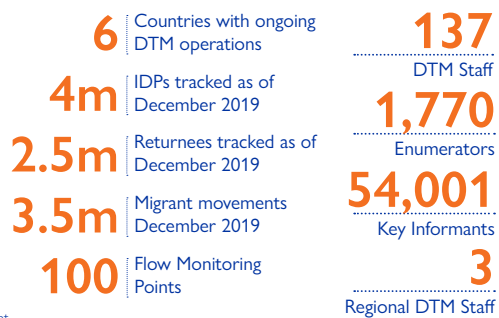 6
Countries with ongoing
DTM operations
4m
IDPs tracked as of
December 2019
2.5m
Returnees tracked as of
December 2019
3.5m
Migrant movements
December 2019
100
Flow Monitoring
Points
137
DTM Staff
1,770
Enumerators
54,001
Key Informants
3
Regional DTM Staff